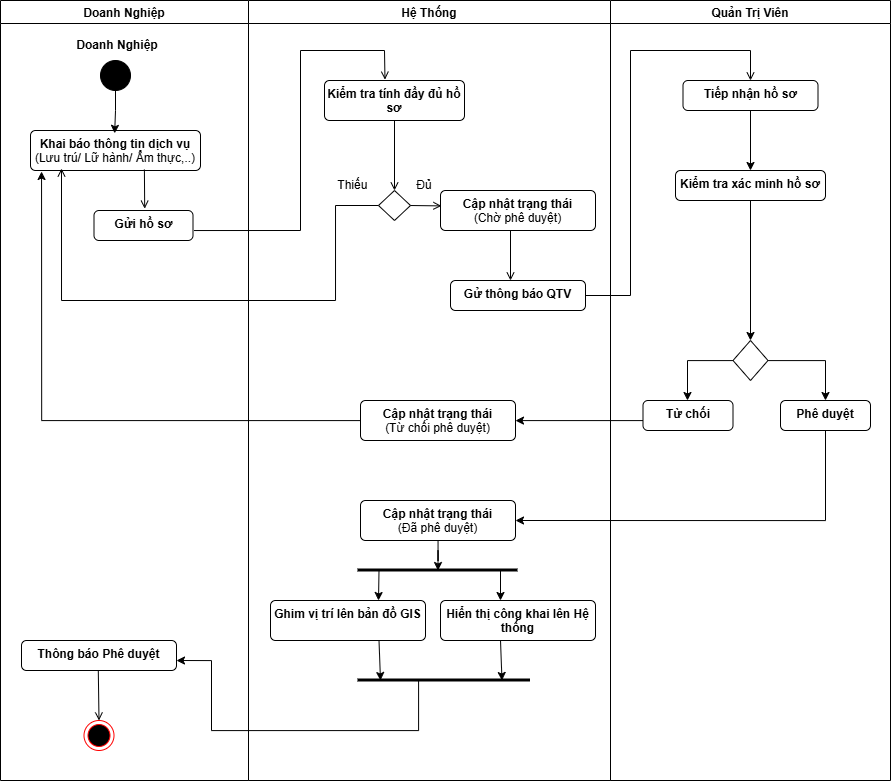 Doanh Nghiệp
Hệ Thống
Quản Trị Viên
Doanh Nghiệp
Khai báo thông tin dịch vụ
(Lưu trú/ Lữ hành/ Ẩm thực,..)
Gửi hồ sơ
Kiểm tra tính đầy đủ hồ
sơ
Thiếu
Đủ
Cập nhật trạng thái
(Chờ phê duyệt)
Gử thông báo QTV
Tiếp nhận hồ sơ
Kiểm tra xác minh hồ sơ
Từ chối
Phê duyệt
Cập nhật trạng thái
(Từ chối phê duyệt)
Cập nhật trạng thái
(Đã phê duyệt)
Ghim vị trí lên bản đồ GIS
Hiển thị công khai lên Hệ
thống
Thông báo Phê duyệt